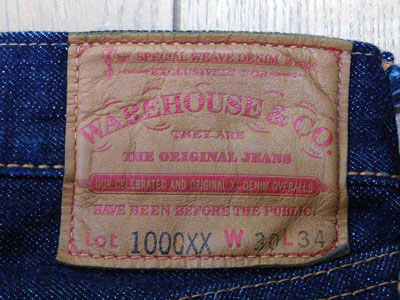 SPECIAL WEAVE DENIM
EXCLUSIVELY FOR
WAREHOUSE & CO.
THEY ARE
THE ORIGINAL JEANS
OUR CELEBRATED AND ORIGINAL XX DENIM OVERALLS
HAVE BEEN BEFORE THE PUBLIC
Lot 1000XX W 30 L 34